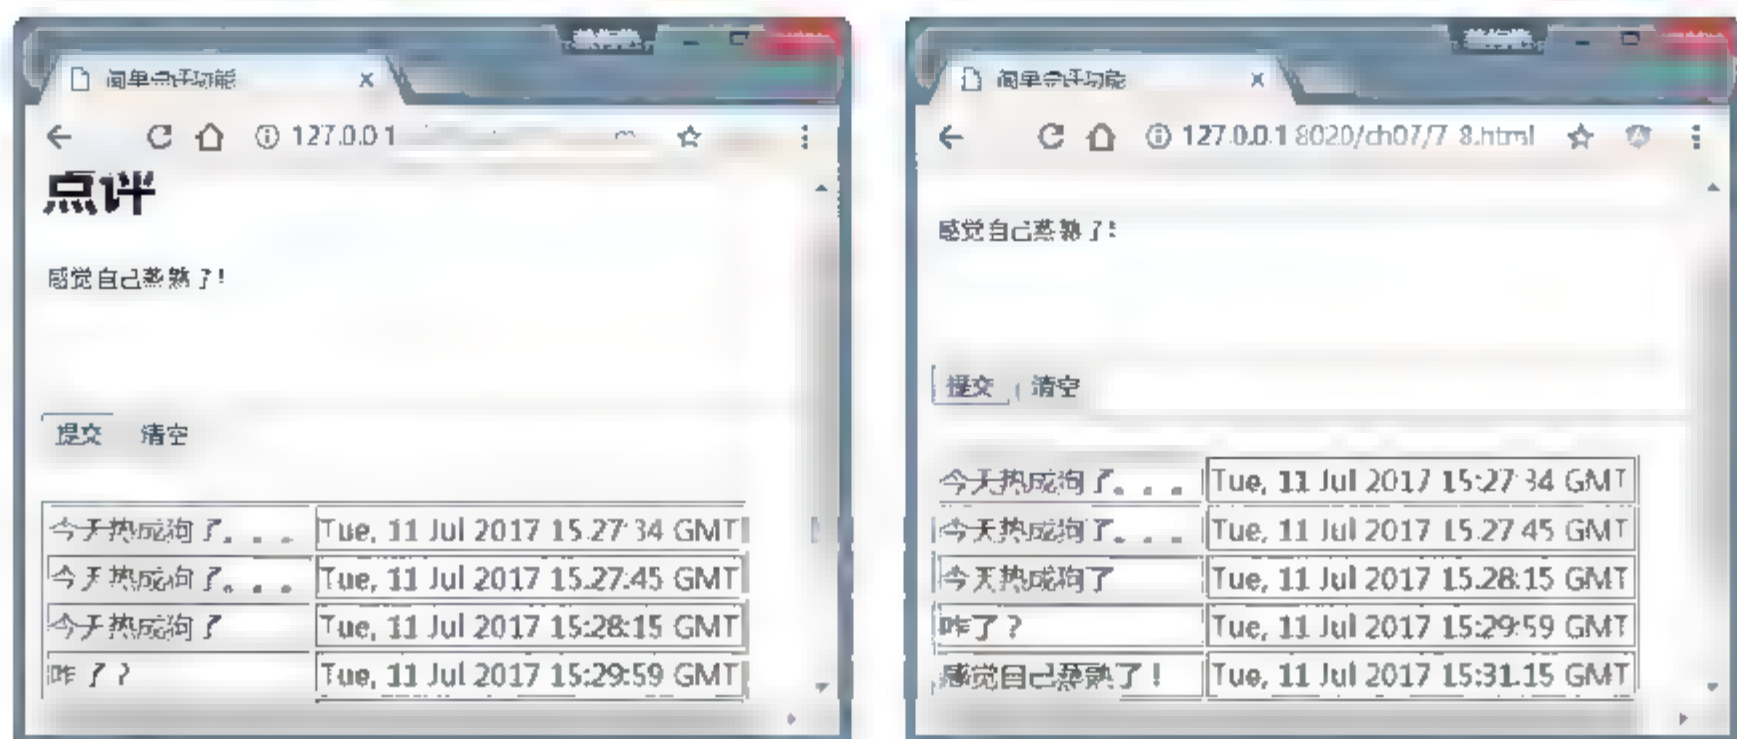 简单点评功能
127.0.0.1
点评
感觉自己蒸熟了!
提交 清空
今天热成狗了... Tue, 11 Jul 2017 15:27:34 GMT
今天热成狗了... Tue, 11 Jul 2017 15:27:45 GMT
今天热成狗了 Tue, 11 Jul 2017 15:28:15 GMT
咋了? Tue, 11 Jul 2017 15:29:59 GMT
简单点评功能
127.0.0.1:8020/ch07/7-8.html
感觉自己蒸熟了!
提交 清空
今天热成狗了... Tue, 11 Jul 2017 15:27:34 GMT
今天热成狗了... Tue, 11 Jul 2017 15:27:45 GMT
今天热成狗了 Tue, 11 Jul 2017 15:28:15 GMT
咋了? Tue, 11 Jul 2017 15:29:59 GMT
感觉自己蒸熟了! Tue, 11 Jul 2017 15:31:15 GMT